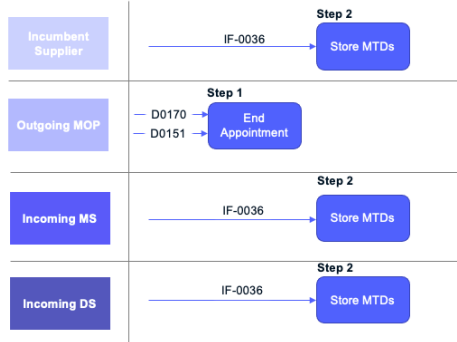 Step 2
Incumbent
Supplier
IF-0036
Store MTDs
Step 1
Outgoing MOP
D0170
D0151
End
Appointment
Step 2
Incoming MS
IF-0036
Store MTDs
Step 2
Incoming DS
IF-0036
Store MTDs